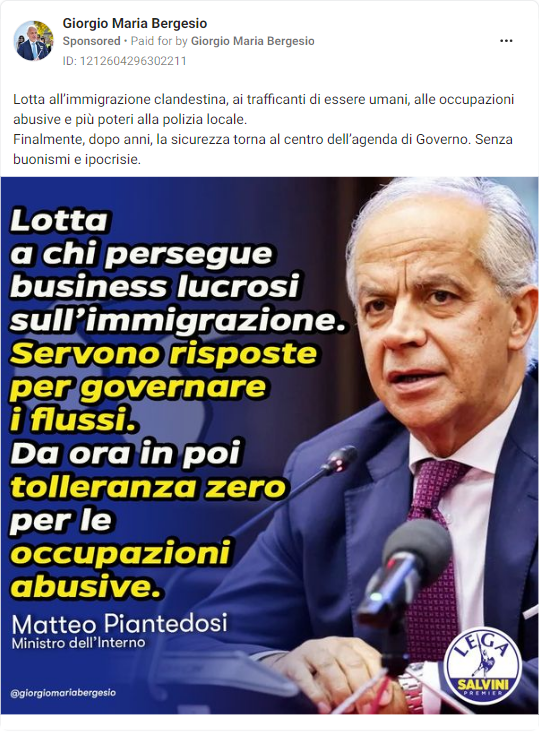 Giorgio Maria Bergesio
Sponsored • Paid for by Giorgio Maria Bergesio
ID: 1212604296302211
Lotta all'immigrazione clandestina, ai trafficanti di essere umani, alle occupazioni
abusive e più poteri alla polizia locale.
Finalmente, dopo anni, la sicurezza torna al centro dell'agenda di Governo. Senza
buonismi e ipocrisie.
Lotta
a chi persegue
business lucrosi
sull'immigrazione.
Servono risposte
per governare
i flussi.
Da ora in poi
tolleranza zero
per le
occupazioni
abusive.
Matteo Piantedosi
Ministro dell'Interno
@giorgiomariabergesio
LEGA
SALVINI
PREMIER